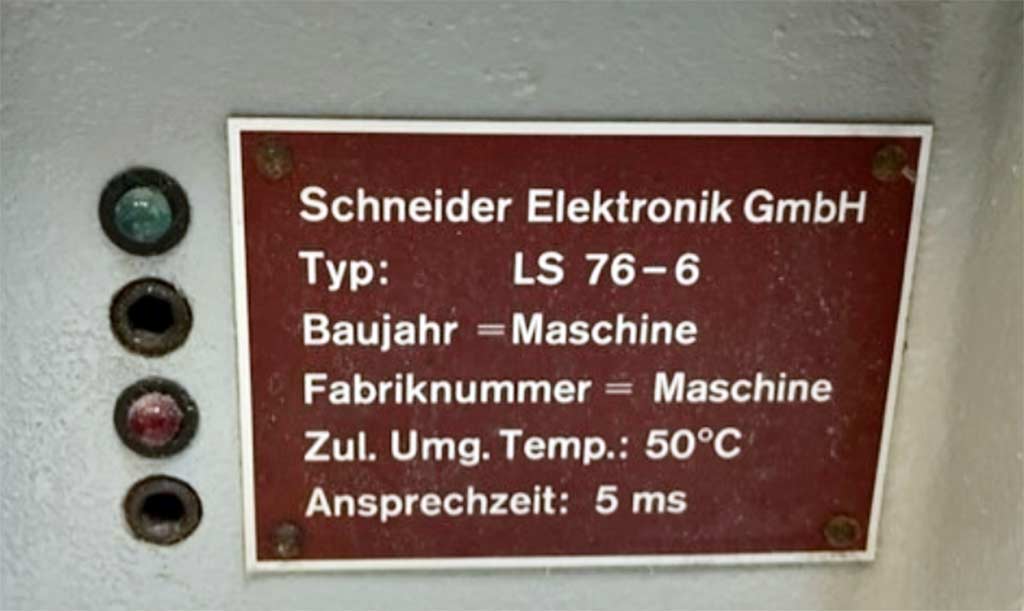 Schneider Elektronik GmbH
Typ: LS 76-6
Baujahr = Maschine
Fabriknummer = Maschine
Zul. Umg. Temp.: 50°C
Ansprechzeit: 5 ms